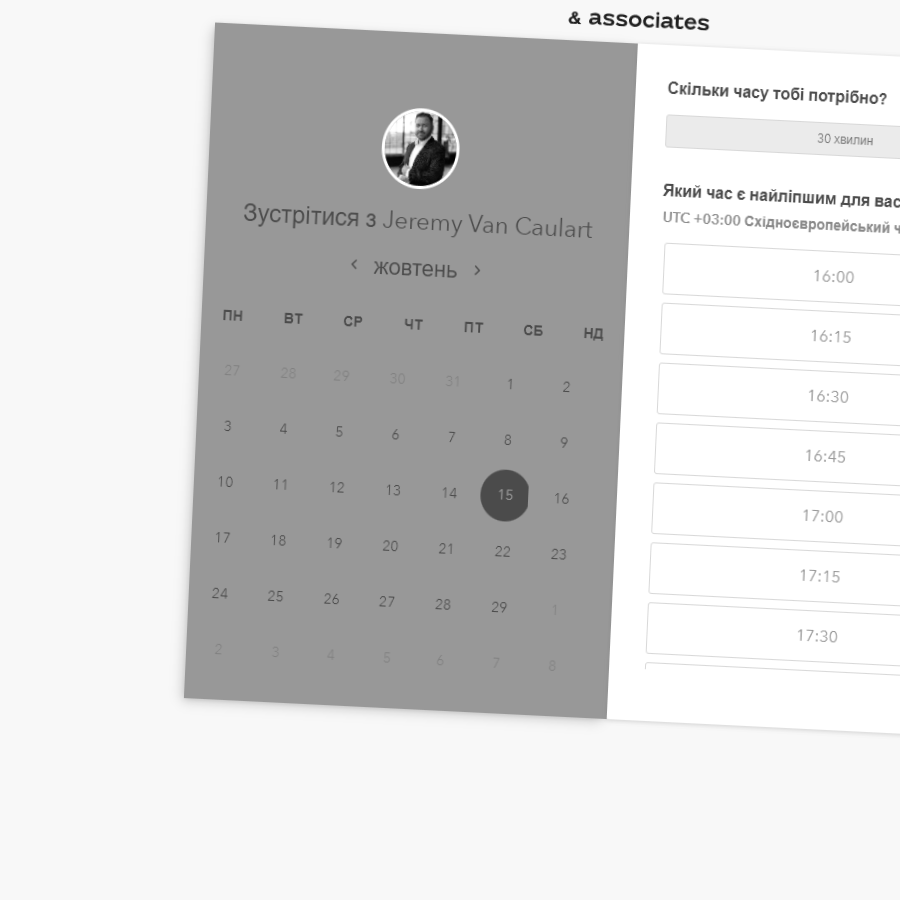 & associates
Зустрітися з Jeremy Van Caulart
жовтень
ПН ВТ СР ЧТ ПТ СБ НД
27 28 29 30 31 1 2
3 4 5 6 7 8 9
10 11 12 13 14 15 16
17 18 19 20 21 22 23
24 25 26 27 28 29 1
2 3 4 5 6 7 8
Скільки часу тобі потрібно?
30 хвилин
Який час є найліпшим для вас
UTC +03:00 Східноєвропейський ч
16:00
16:15
16:30
16:45
17:00
17:15
17:30